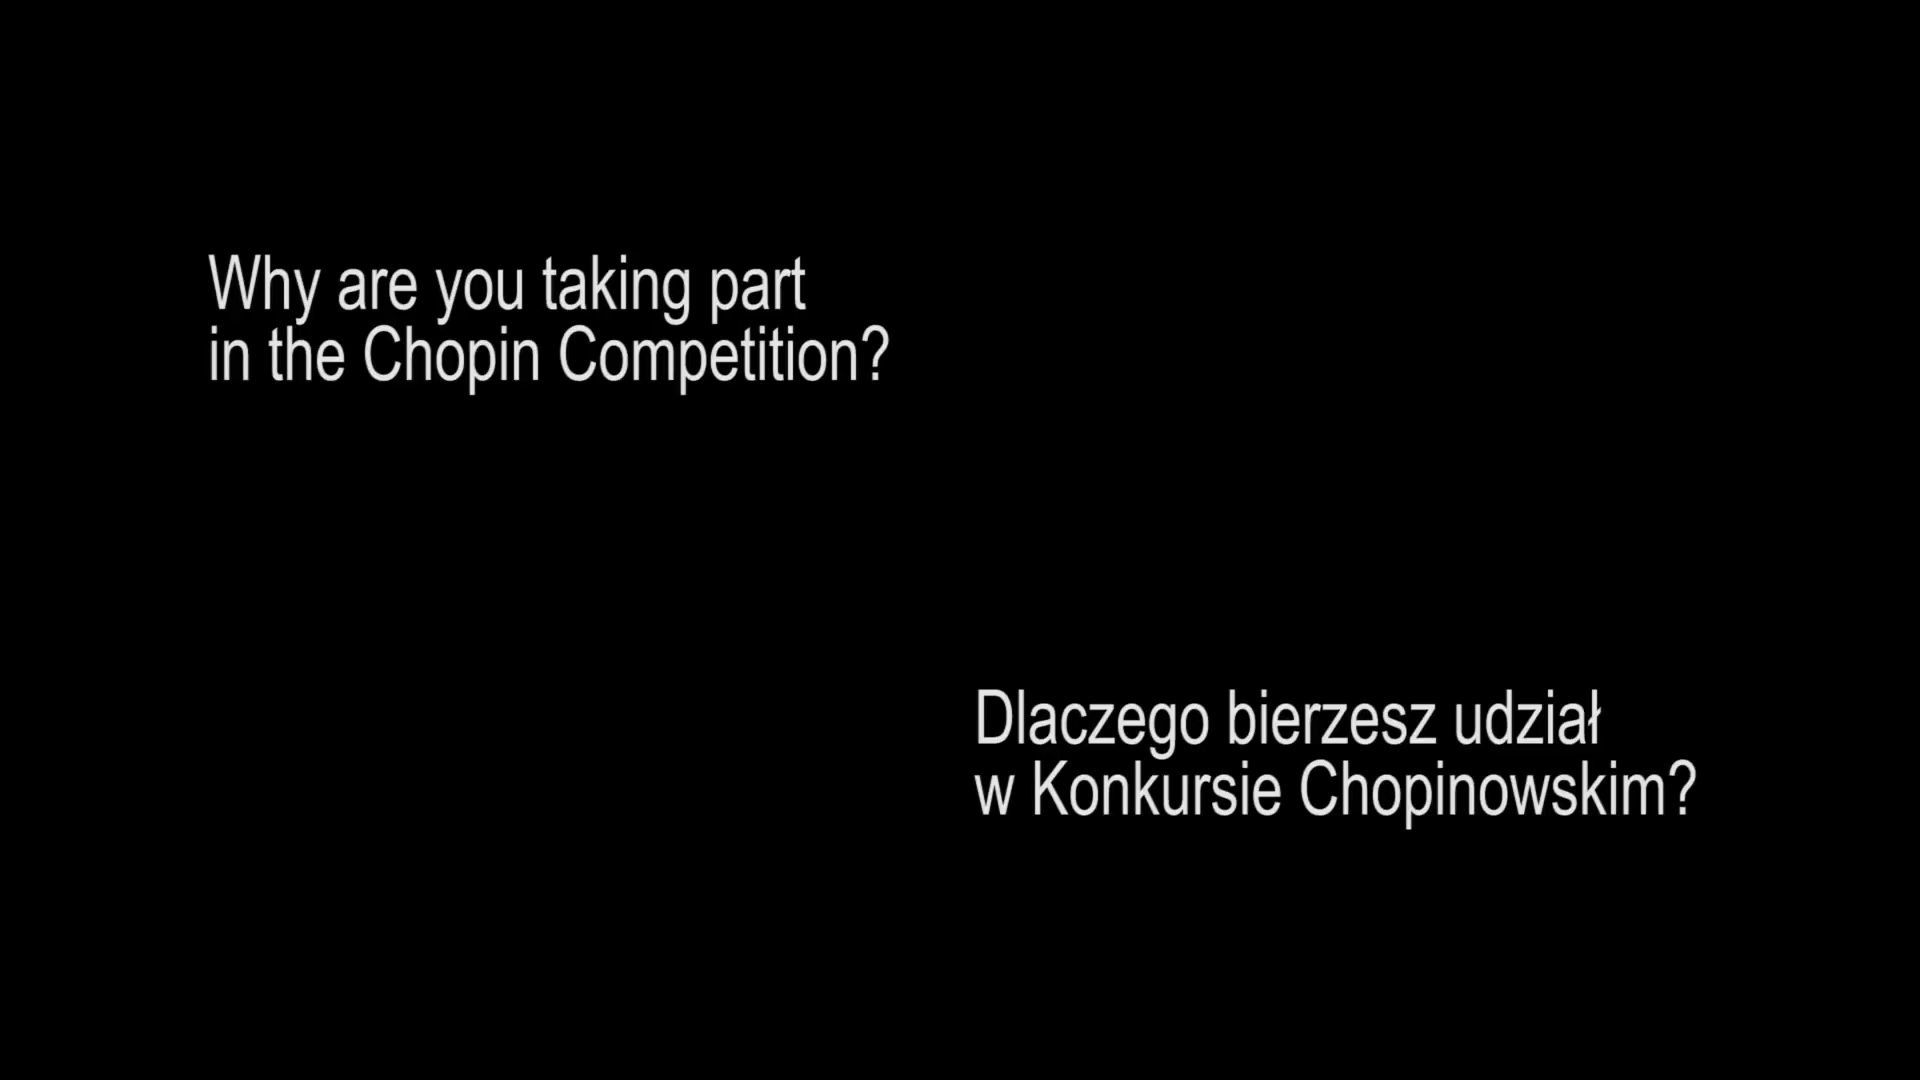 Why are you taking part
in the Chopin Competition?
Dlaczego bierzesz udział
w Konkursie Chopinowskim?